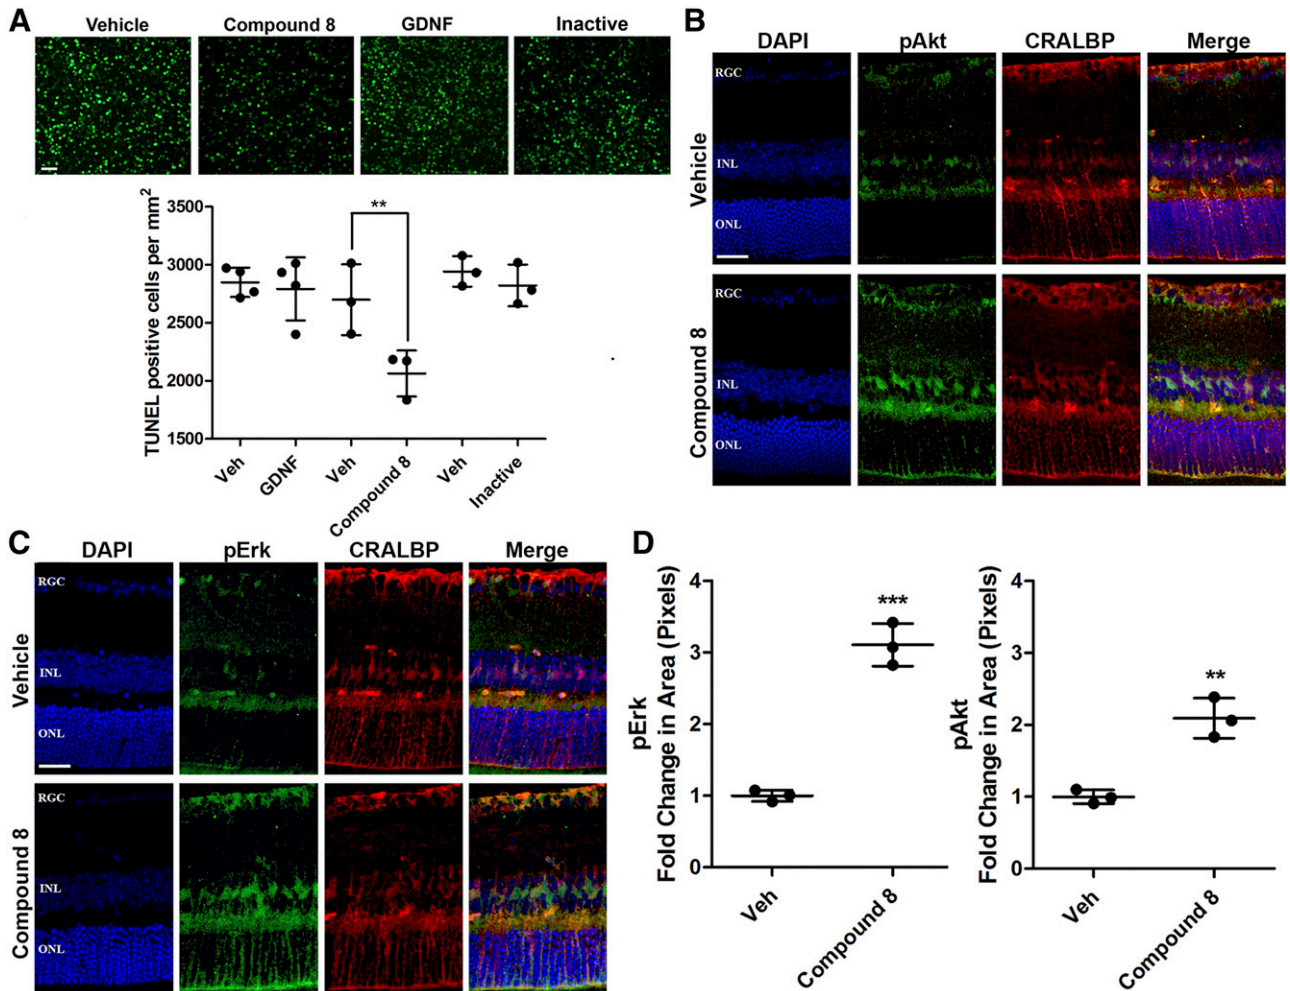 A
Vehicle Compound 8 GDNF Inactive
TUNEL positive cells per mm2
3500
3000
2500
2000
1500
**
Veh GDNF Veh Compound 8 Veh Inactive
B
DAPI pAkt CRALBP Merge
Vehicle
RGC
INL
ONL
Compound 8
RGC
INL
ONL
C
DAPI pErk CRALBP Merge
Vehicle
RGC
INL
ONL
Compound 8
RGC
INL
ONL
D
pErk
Fold Change in Area (Pixels)
4
3
2
1
0
***
Veh Compound 8
pAkt
Fold Change in Area (Pixels)
4
3
2
1
0
**
Veh Compound 8